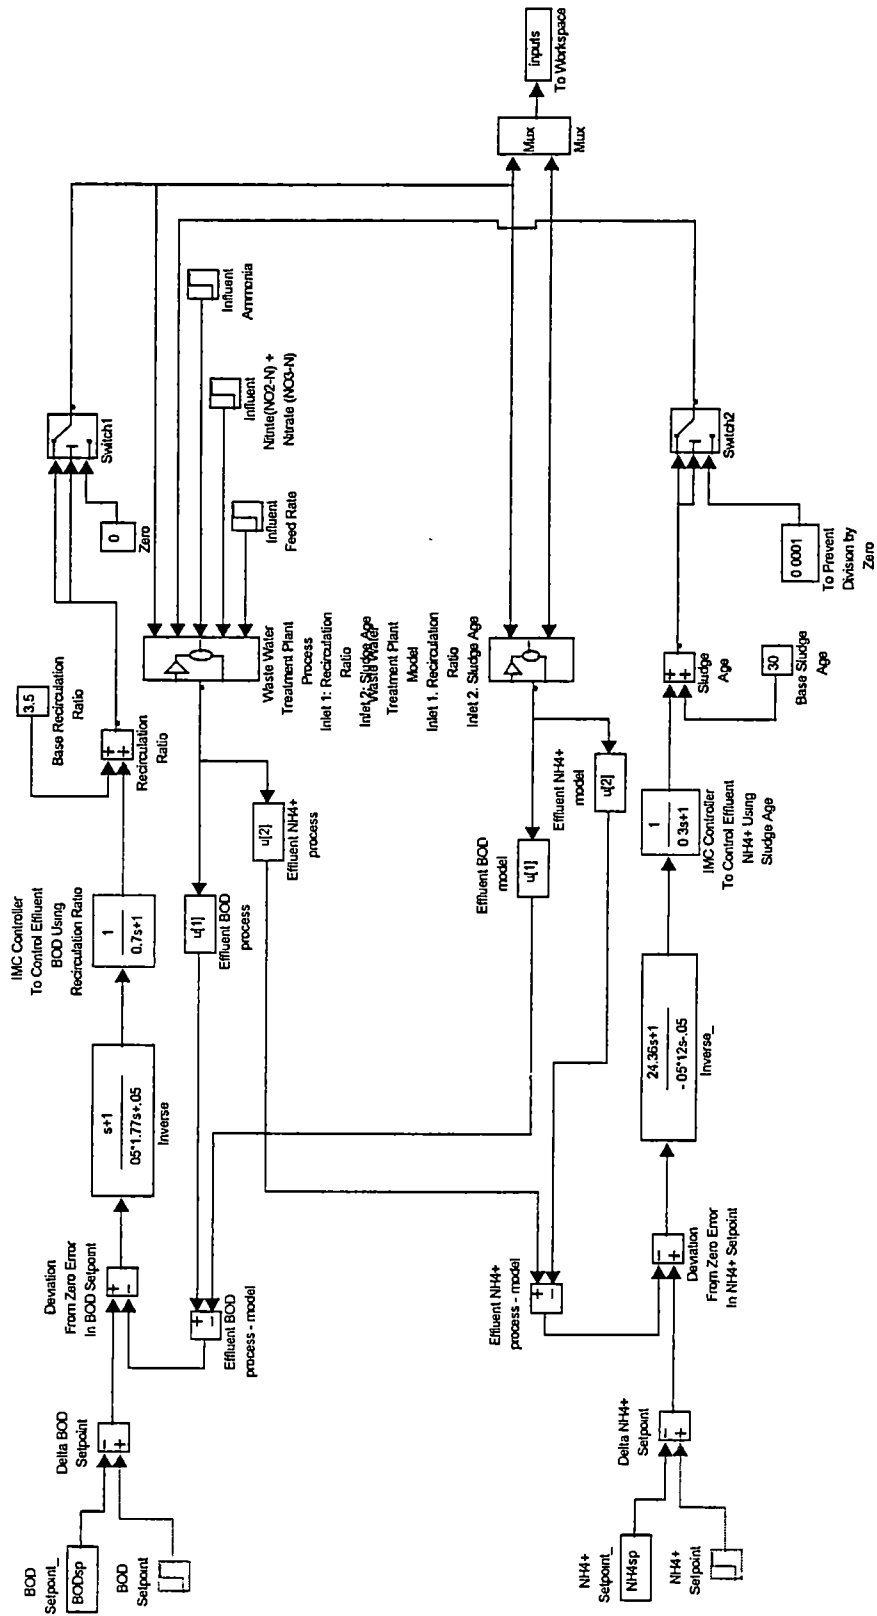 BOD
Setpoint_
BODsp
BOD
Setpoint
Delta BOD
Setpoint
Deviation
From Zero Error
In BOD Setpoint
Effluent BOD
process - model
s+1
05*1.77s+.05
Inverse
IMC Controller
To Control Effluent
BOD Using
Recirculation Ratio
1
0.7s+1
u[1]
Effluent BOD
process
u[2]
Effluent NH4+
process
3.5
Base Recirculation
Ratio
Recirculation
Ratio
0
Zero
Switch1
Waste Water
Treatment Plant
Process
Inlet 1: Recirculation
Ratio
Inlet 2: Sludge Age
Influent
Feed Rate
Influent
Nitrite(NO2-N) +
Nitrate (NO3-N)
Influent
Ammonia
Waste Water
Treatment Plant
Model
Inlet 1. Recirculation
Ratio
Inlet 2. Sludge Age
Effluent BOD
model
u[1]
Effluent NH4+
model
u[2]
Mux
Mux
inputs
To Workspace
NH4+
Setpoint_
NH4sp
NH4+
Setpoint
Delta NH4+
Setpoint
Effluent NH4+
process - model
Deviation
From Zero Error
In NH4+ Setpoint
24.36s+1
-05*12s-.05
Inverse_
1
0 3s+1
IMC Controller
To Control Effluent
NH4+ Using
Sludge Age
Sludge
Age
30
Base Sludge
Age
0 0001
To Prevent
Division by
Zero
Switch2